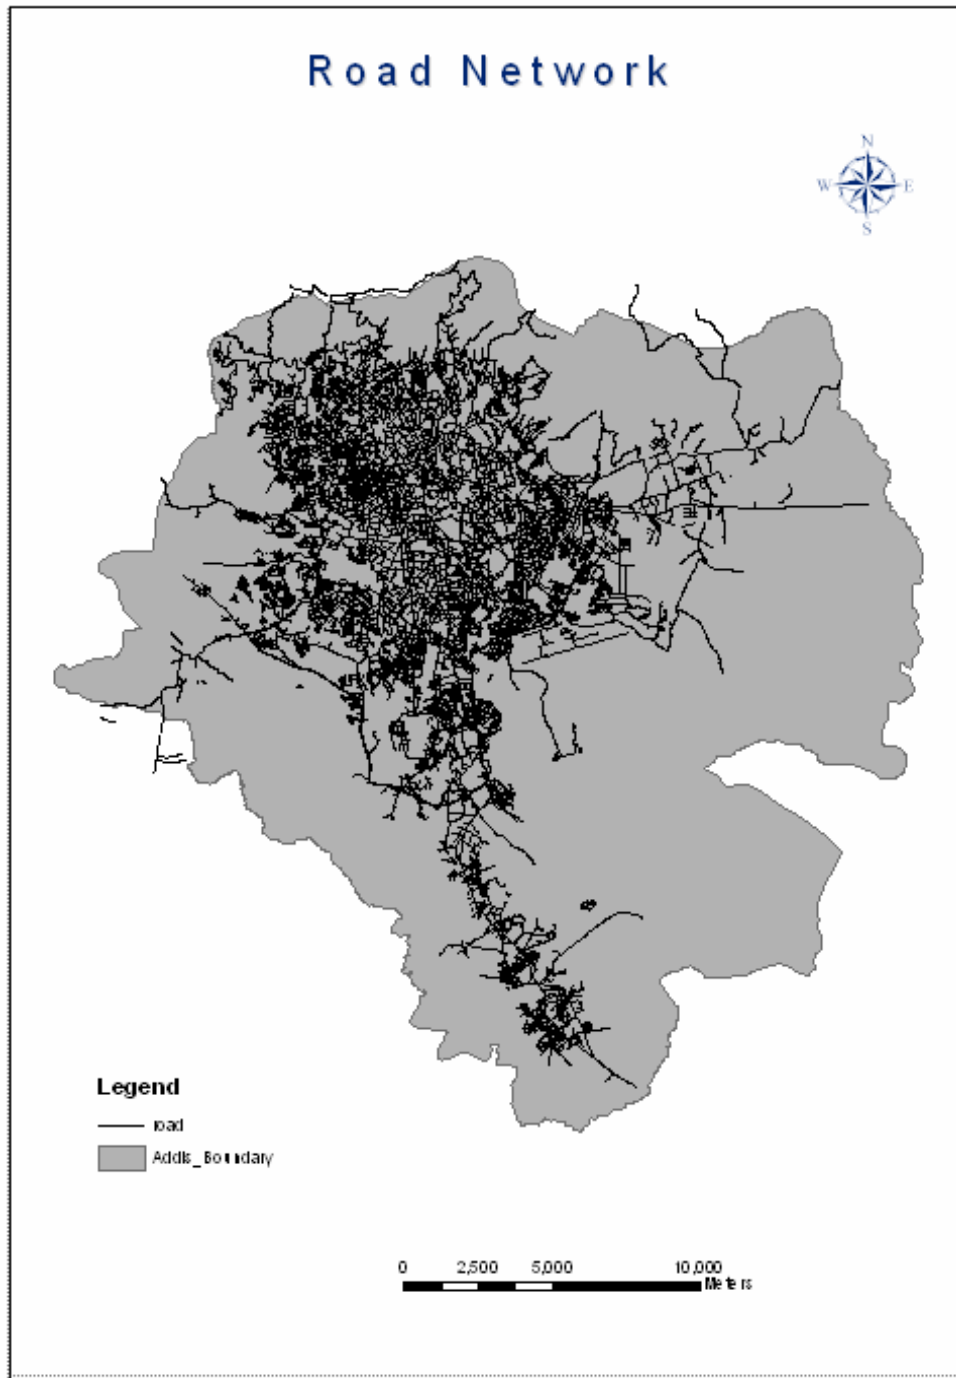 Road Network
N
W E
S
Legend
road
Addis_Boundary
0 2,500 5,000 10,000
Meters